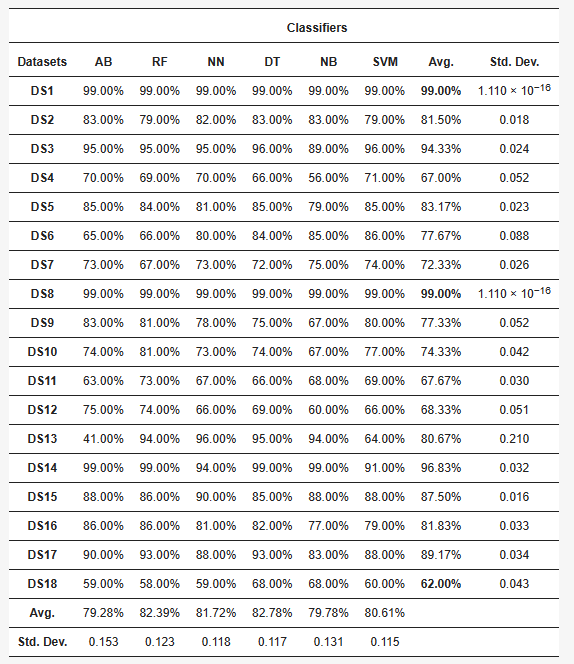 Classifiers
Datasets AB RF NN DT NB SVM Avg. Std. Dev.
DS1 99.00% 99.00% 99.00% 99.00% 99.00% 99.00% 99.00% 1.110 × 10⁻¹⁶
DS2 83.00% 79.00% 82.00% 83.00% 83.00% 79.00% 81.50% 0.018
DS3 95.00% 95.00% 95.00% 96.00% 89.00% 96.00% 94.33% 0.024
DS4 70.00% 69.00% 70.00% 66.00% 56.00% 71.00% 67.00% 0.052
DS5 85.00% 84.00% 81.00% 85.00% 79.00% 85.00% 83.17% 0.023
DS6 65.00% 66.00% 80.00% 84.00% 85.00% 86.00% 77.67% 0.088
DS7 73.00% 67.00% 73.00% 72.00% 75.00% 74.00% 72.33% 0.026
DS8 99.00% 99.00% 99.00% 99.00% 99.00% 99.00% 99.00% 1.110 × 10⁻¹⁶
DS9 83.00% 81.00% 78.00% 75.00% 67.00% 80.00% 77.33% 0.052
DS10 74.00% 81.00% 73.00% 74.00% 67.00% 77.00% 74.33% 0.042
DS11 63.00% 73.00% 67.00% 66.00% 68.00% 69.00% 67.67% 0.030
DS12 75.00% 74.00% 66.00% 69.00% 60.00% 66.00% 68.33% 0.051
DS13 41.00% 94.00% 96.00% 95.00% 94.00% 64.00% 80.67% 0.210
DS14 99.00% 99.00% 94.00% 99.00% 99.00% 91.00% 96.83% 0.032
DS15 88.00% 86.00% 90.00% 85.00% 88.00% 88.00% 87.50% 0.016
DS16 86.00% 86.00% 81.00% 82.00% 77.00% 79.00% 81.83% 0.033
DS17 90.00% 93.00% 88.00% 93.00% 83.00% 88.00% 89.17% 0.034
DS18 59.00% 58.00% 59.00% 68.00% 68.00% 60.00% 62.00% 0.043
Avg. 79.28% 82.39% 81.72% 82.78% 79.78% 80.61%
Std. Dev. 0.153 0.123 0.118 0.117 0.131 0.115